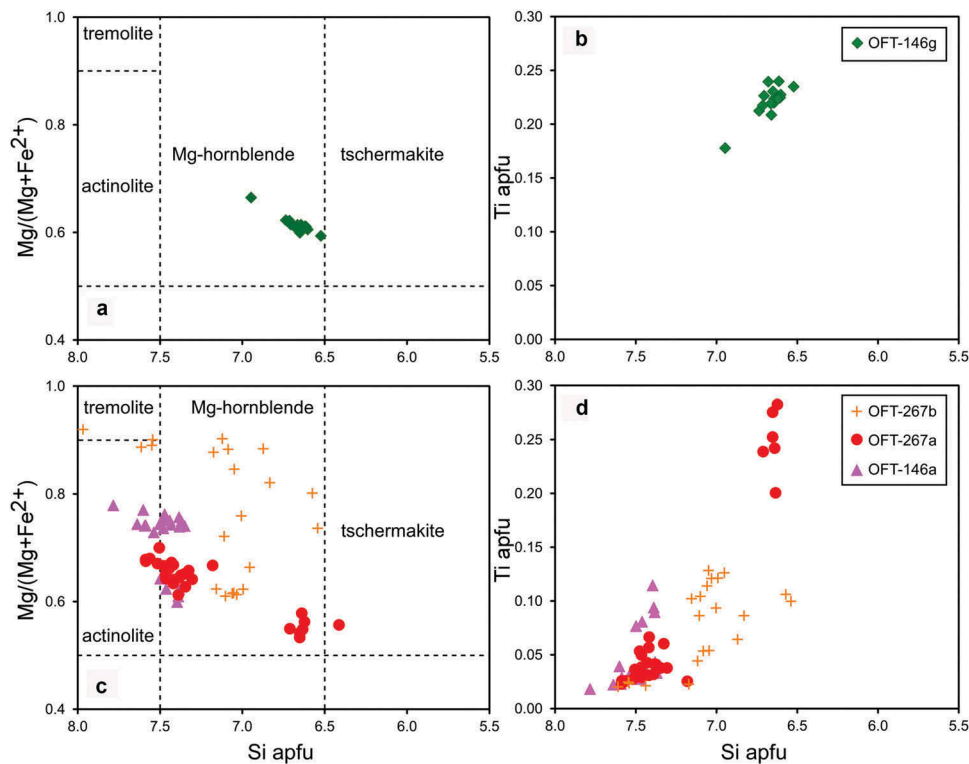 a
1.0
0.8
0.6
0.4
Mg/(Mg+Fe2+)
tremolite
actinolite
Mg-hornblende
tschermakite
8.0 7.5 7.0 6.5 6.0 5.5
b
0.30
0.25
0.20
0.15
0.10
0.05
0.00
Ti apfu
OFT-146g
8.0 7.5 7.0 6.5 6.0 5.5
c
1.0
0.8
0.6
0.4
Mg/(Mg+Fe2+)
tremolite
Mg-hornblende
tschermakite
actinolite
8.0 7.5 7.0 6.5 6.0 5.5
Si apfu
d
0.30
0.25
0.20
0.15
0.10
0.05
0.00
Ti apfu
OFT-267b
OFT-267a
OFT-146a
8.0 7.5 7.0 6.5 6.0 5.5
Si apfu